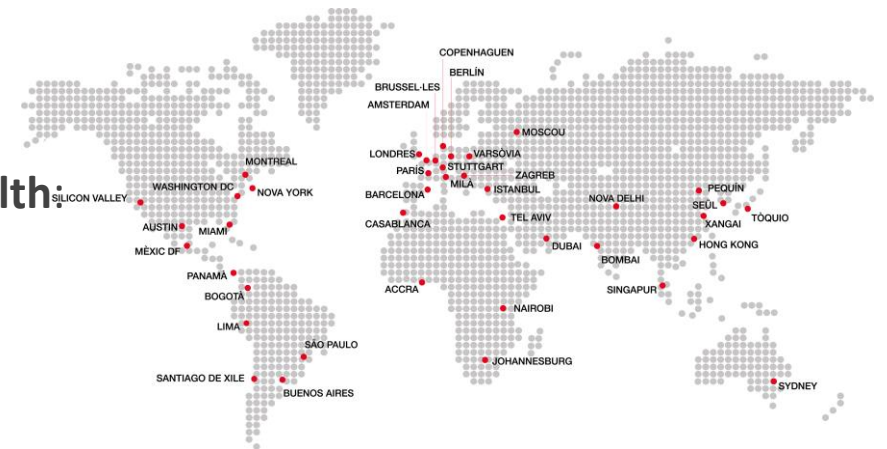 COPENHAGUEN
BERLÍN
BRUSSEL·LES
AMSTERDAM
MOSCOU
LONDRES
VARSÒVIA
MONTREAL
STUTTGART
PARÍS
ZAGREB
MILÀ
WASHINGTON DC
NOVA YORK
lth:
SILICON VALLEY
BARCELONA
ISTANBUL
NOVA DELHI
PEQUÍN
SEÜL
TÒQUIO
XANGAI
AUSTIN
MIAMI
CASABLANCA
TEL AVIV
MÈXIC DF
DUBAI
HONG KONG
BOMBAI
PANAMÀ
BOGOTÀ
ACCRA
SINGAPUR
NAIROBI
LIMA
SÃO PAULO
JOHANNESBURG
SANTIAGO DE XILE
BUENOS AIRES
SYDNEY